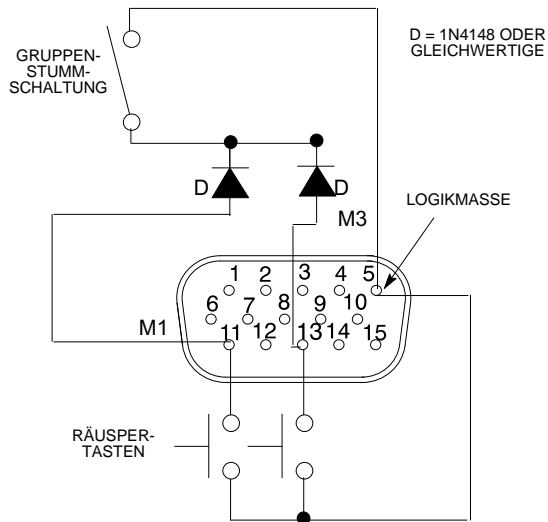 D = 1N4148 ODER
GLEICHWERTIGE
GRUPPEN-
STUMM-
SCHALTUNG
D
D
M3
LOGIKMASSE
1 2 3 4 5
6 7 8 9 10
M1
11 12 13 14 15
RÄUSPER-
TASTEN